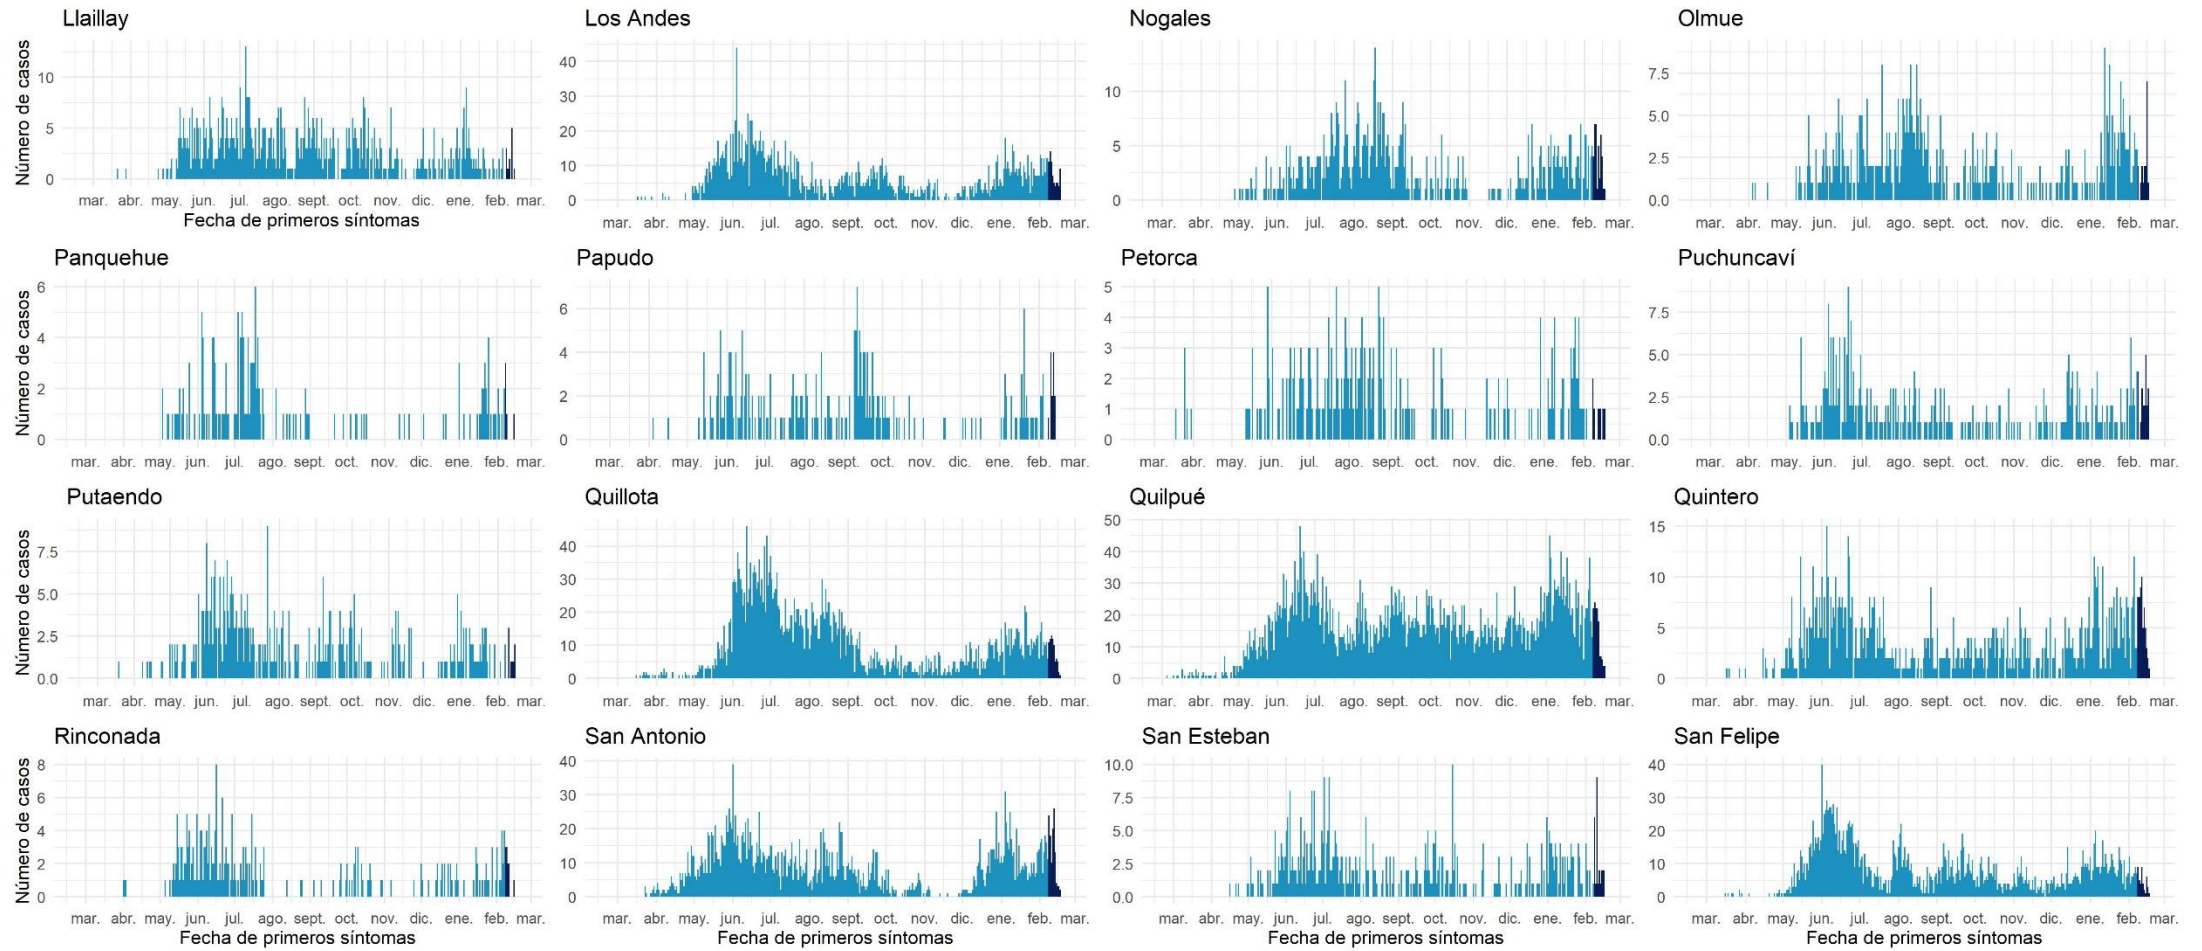 Llaillay
Los Andes
Nogales
Olmue
Número de casos
10
5
0
40
30
20
10
0
10
5
0
7.5
5.0
2.5
0.0
mar. abr. may. jun. jul. ago. sept. oct. nov. dic. ene. feb. mar.
mar. abr. may. jun. jul. ago. sept. oct. nov. dic. ene. feb. mar.
mar. abr. may. jun. jul. ago. sept. oct. nov. dic. ene. feb. mar.
mar. abr. may. jun. jul. ago. sept. oct. nov. dic. ene. feb. mar.
Fecha de primeros síntomas
Panquehue
Papudo
Petorca
Puchuncaví
Número de casos
6
4
2
0
6
4
2
0
5
4
3
2
1
0
7.5
5.0
2.5
0.0
mar. abr. may. jun. jul. ago. sept. oct. nov. dic. ene. feb. mar.
mar. abr. may. jun. jul. ago. sept. oct. nov. dic. ene. feb. mar.
mar. abr. may. jun. jul. ago. sept. oct. nov. dic. ene. feb. mar.
mar. abr. may. jun. jul. ago. sept. oct. nov. dic. ene. feb. mar.
Putaendo
Quillota
Quilpué
Quintero
Número de casos
7.5
5.0
2.5
0.0
40
30
20
10
0
50
40
30
20
10
0
15
10
5
0
mar. abr. may. jun. jul. ago. sept. oct. nov. dic. ene. feb. mar.
mar. abr. may. jun. jul. ago. sept. oct. nov. dic. ene. feb. mar.
mar. abr. may. jun. jul. ago. sept. oct. nov. dic. ene. feb. mar.
mar. abr. may. jun. jul. ago. sept. oct. nov. dic. ene. feb. mar.
Rinconada
San Antonio
San Esteban
San Felipe
Número de casos
8
6
4
2
0
40
30
20
10
0
10.0
7.5
5.0
2.5
0.0
40
30
20
10
0
mar. abr. may. jun. jul. ago. sept. oct. nov. dic. ene. feb. mar.
mar. abr. may. jun. jul. ago. sept. oct. nov. dic. ene. feb. mar.
mar. abr. may. jun. jul. ago. sept. oct. nov. dic. ene. feb. mar.
mar. abr. may. jun. jul. ago. sept. oct. nov. dic. ene. feb. mar.
Fecha de primeros síntomas
Fecha de primeros síntomas
Fecha de primeros síntomas
Fecha de primeros síntomas